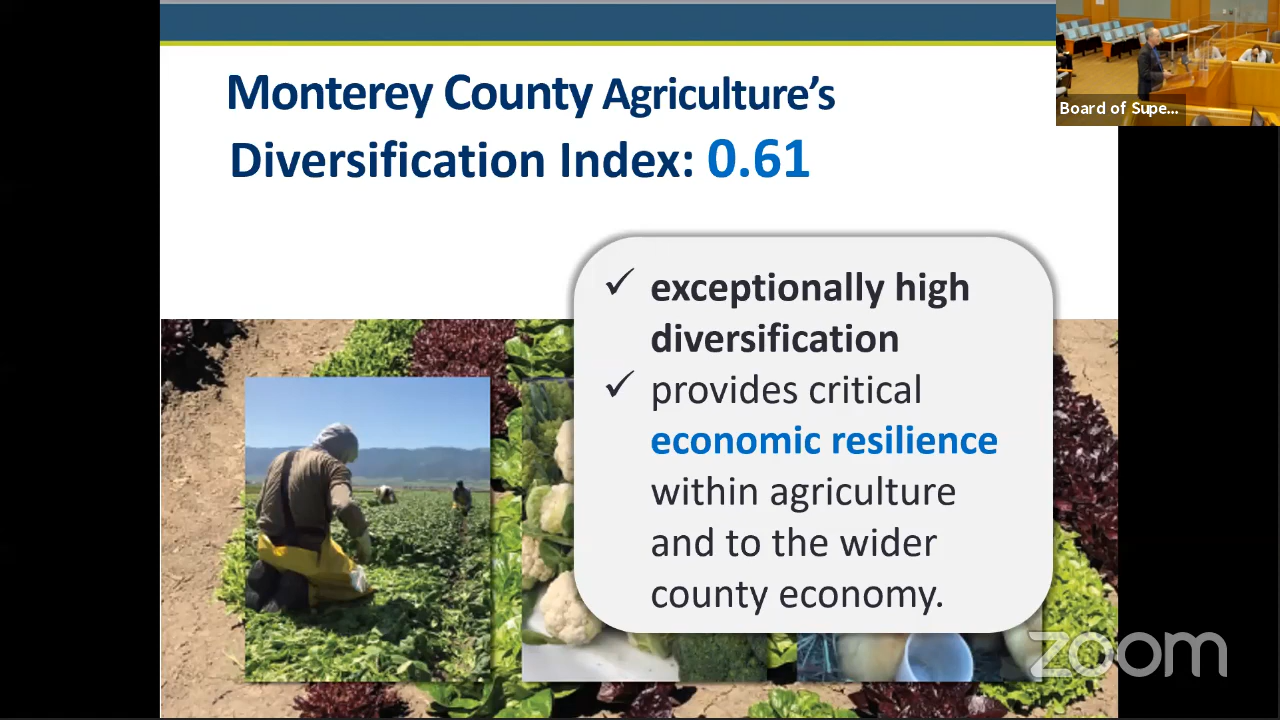 Monterey County Agriculture's
Diversification Index: 0.61
Board of Supe...
✓ exceptionally high
diversification
✓ provides critical
economic resilience
within agriculture
and to the wider
county economy.
zoom